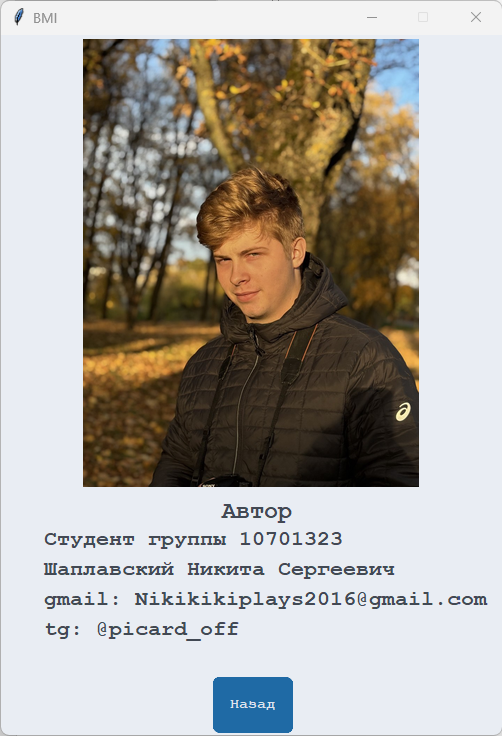 BMI
Автор
Студент группы 10701323
Шаплавский Никита Сергеевич
gmail: Nikikikiplays2016@gmail.com
tg: @picard_off
Назад